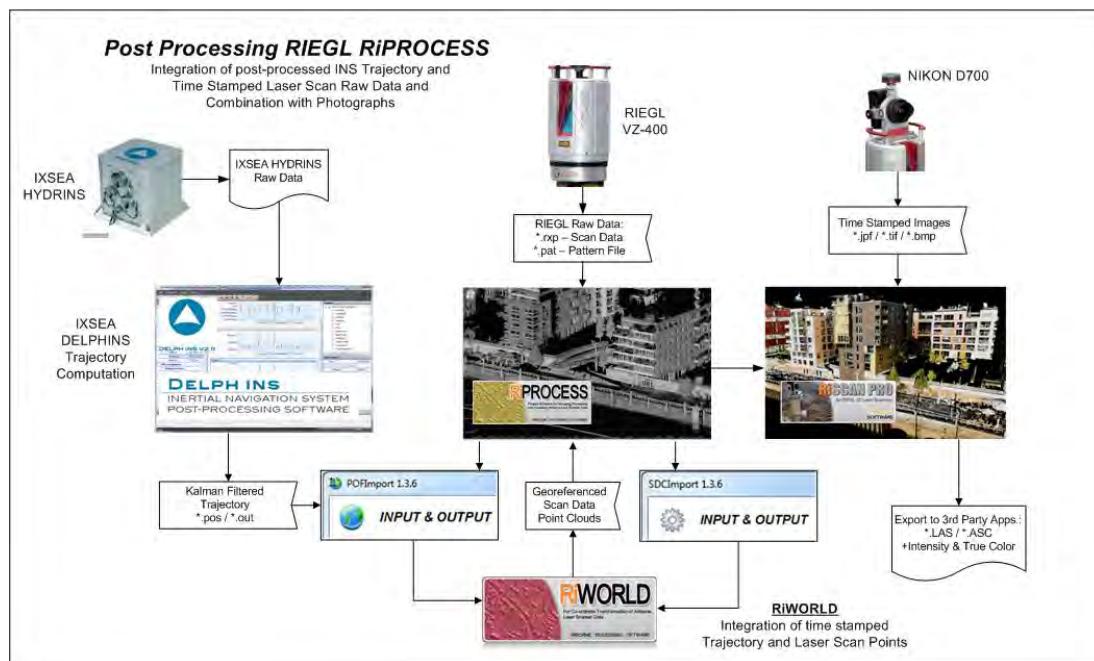 Post Processing RIEGL RiPROCESS
Integration of post-processed INS Trajectory and
Time Stamped Laser Scan Raw Data and
Combination with Photographs
RIEGL
VZ-400
NIKON D700
IXSEA
HYDRINS
IXSEA HYDRINS
Raw Data
RIEGL Raw Data:
*.rxp – Scan Data
*.pat – Pattern File
Time Stamped Images
*.jpf / *.tif / *.bmp
IXSEA
DELPHINS
Trajectory
Computation
DELPH INS V2.0
DELPH INS
INERTIAL NAVIGATION SYSTEM
POST-PROCESSING SOFTWARE
RiPROCESS
RiSCAN PRO
SOFTWARE
Kalman Filtered
Trajectory
*.pos / *.out
POFImport 1.3.6
INPUT & OUTPUT
Georeferenced
Scan Data
Point Clouds
SDCImport 1.3.6
INPUT & OUTPUT
Export to 3rd Party Apps.:
*.LAS / *.ASC
+Intensity & True Color
RiWORLD
RiWORLD
Integration of time stamped
Trajectory and Laser Scan Points